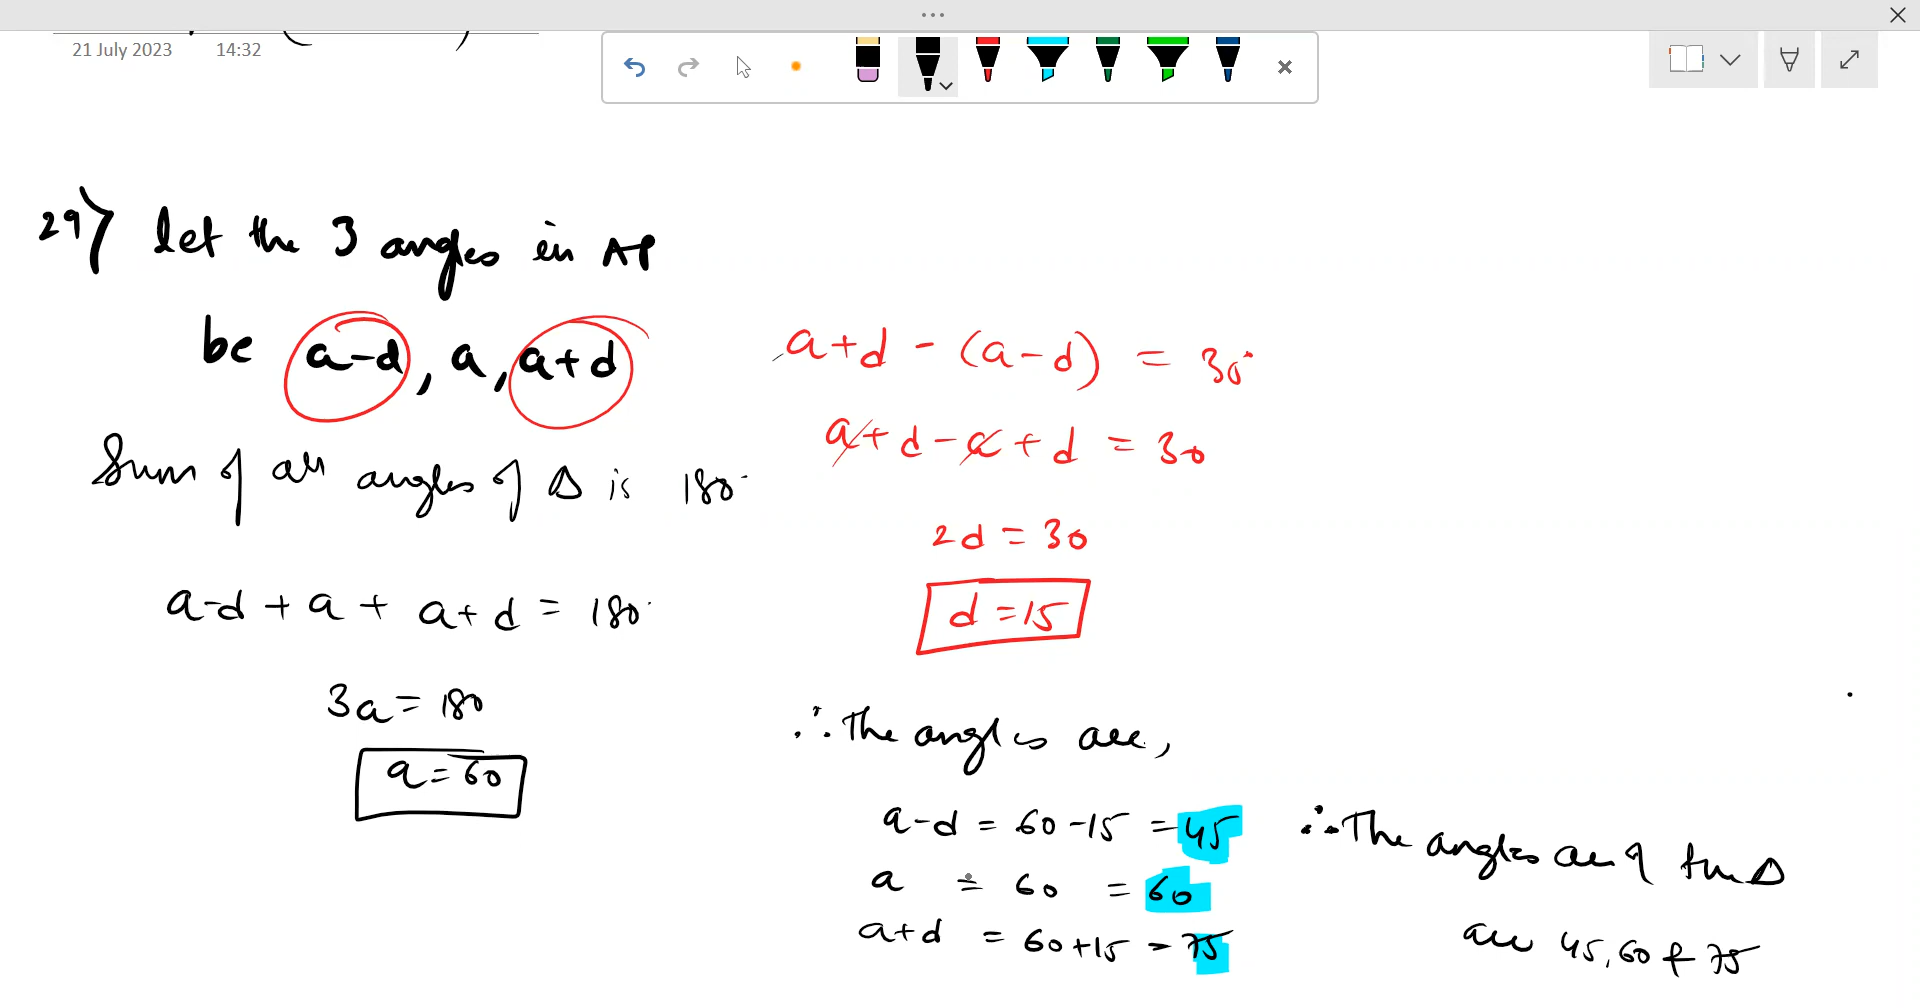 21 July 2023 14:32
29) let the 3 angles in AP
be a-d, a, a+d
Sum of all angles of Δ is 180°
a-d + a + a+d = 180°
3a = 180
a = 60
a+d - (a-d) = 30°
a+d-a+d = 30
2d = 30
d = 15
∴ The angles are,
a-d = 60-15 = 45
a = 60 = 60
a+d = 60+15 = 75
∴ The angles of the Δ
are 45, 60 & 75